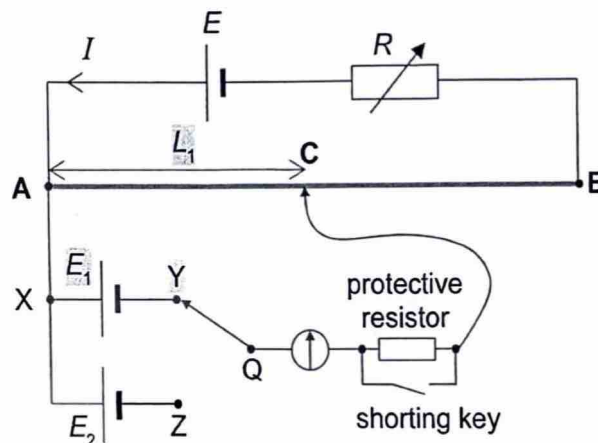 E
I
R
L₁
C
A
B
E₁
Y
X
protective
resistor
Q
E₂
Z
shorting key